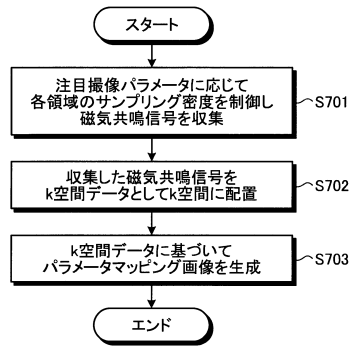 スタート
注目撮像パラメータに応じて
各領域のサンプリング密度を制御し
磁気共鳴信号を収集
S701
収集した磁気共鳴信号を
k空間データとしてk空間に配置
S702
k空間データに基づいて
パラメータマッピング画像を生成
S703
エンド